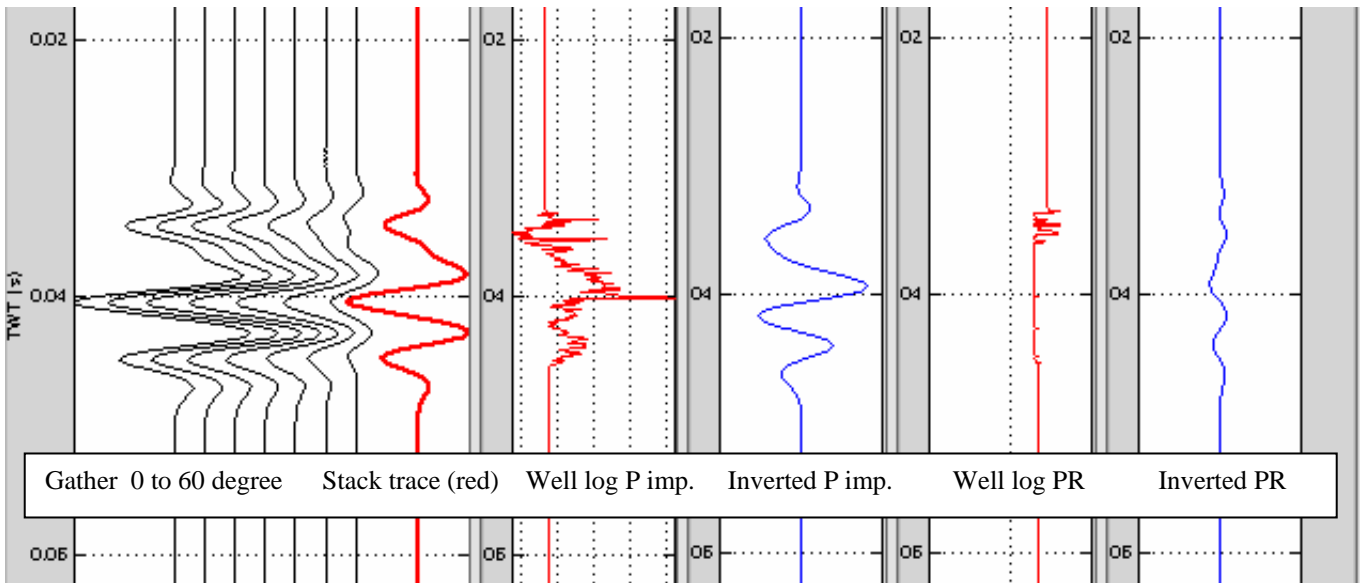 0.02 02 02 02 02
TWT (s)
0.04 04 04 04 04
Gather 0 to 60 degree Stack trace (red) Well log P imp. Inverted P imp. Well log PR Inverted PR
0.06 06 06 06 06